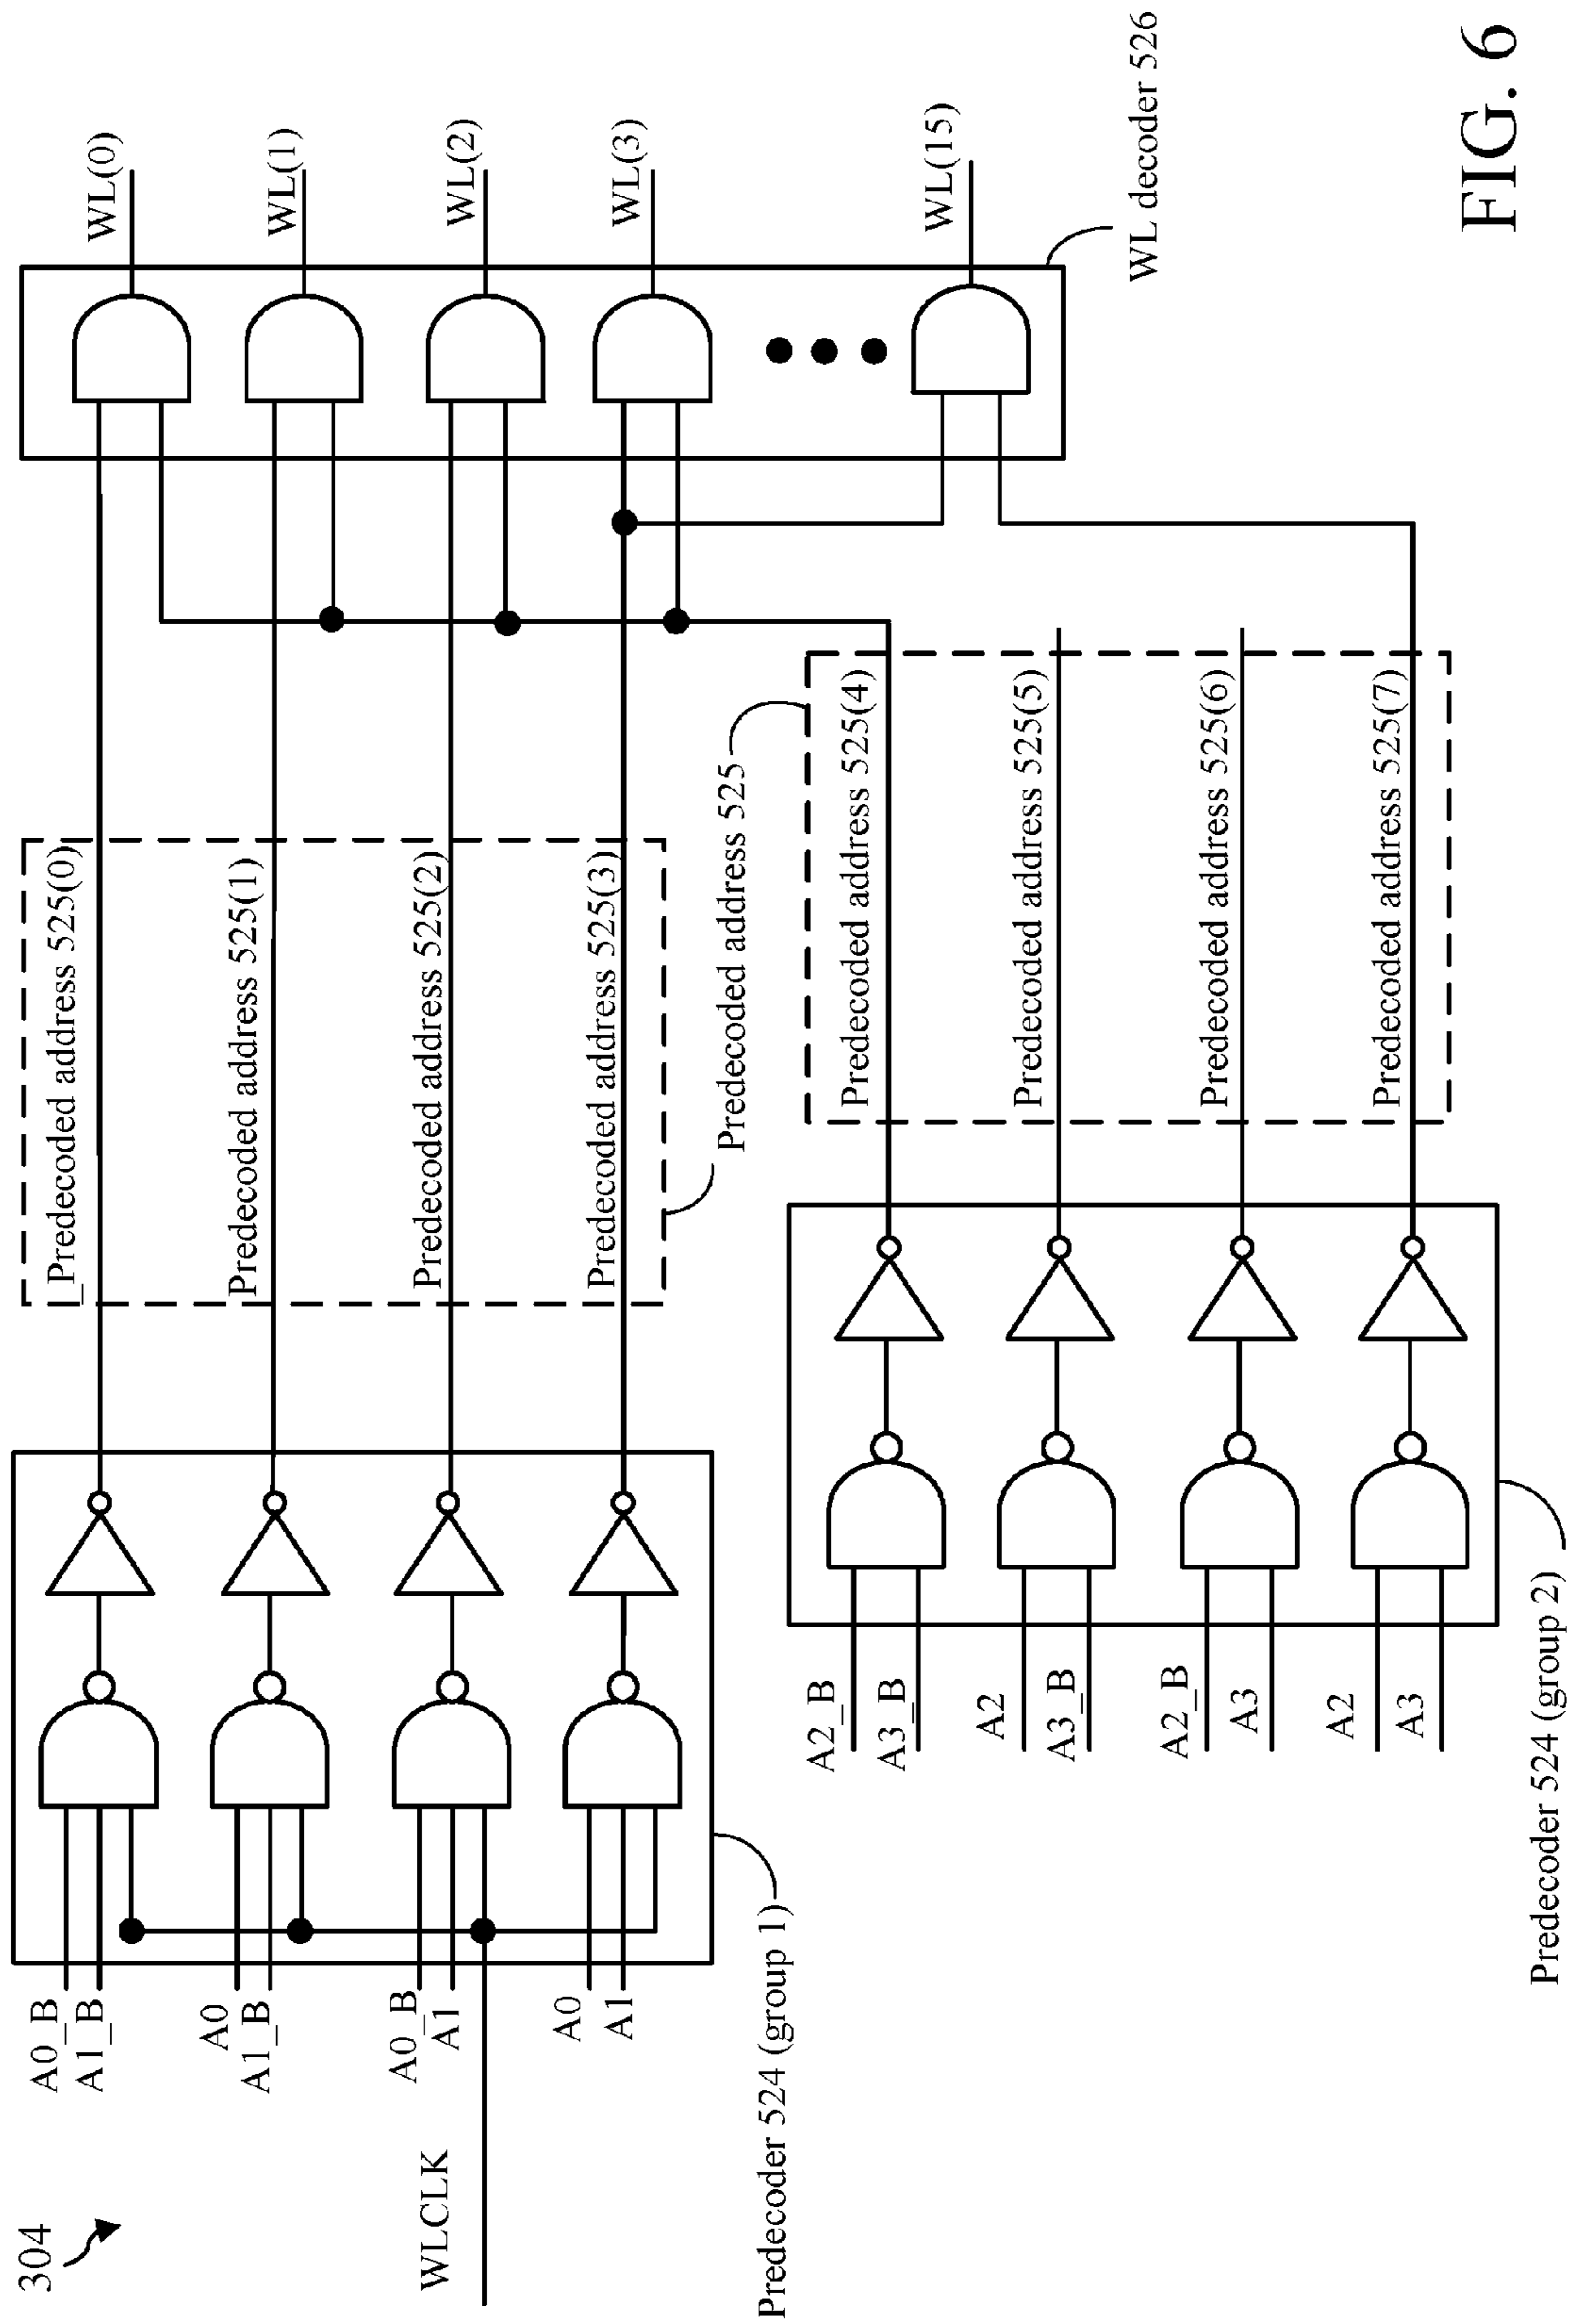 304
A0_B
A1_B
A0
A1_B
A0_B
A1
WLCLK
A0
A1
Predecoder 524 (group 1)
Predecoded address 525(0)
Predecoded address 525(1)
Predecoded address 525(2)
Predecoded address 525(3)
Predecoded address 525
WL(0)
WL(1)
WL(2)
WL(3)
WL(15)
WL decoder 526
A2_B
A3_B
A2
A3_B
A2_B
A3
A2
A3
Predecoder 524 (group 2)
Predecoded address 525(4)
Predecoded address 525(5)
Predecoded address 525(6)
Predecoded address 525(7)
FIG. 6